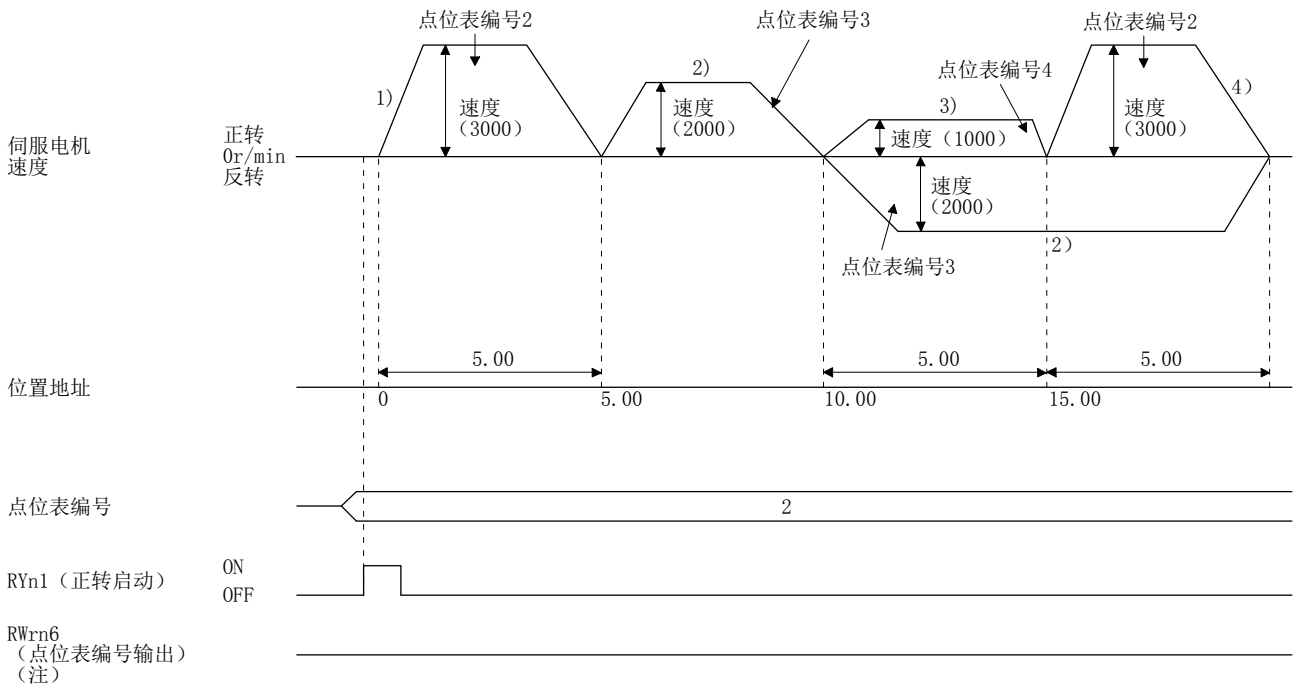 点位表编号2
点位表编号3
点位表编号2
点位表编号4
1)
速度
（3000）
2)
速度
（2000）
3)
速度（1000）
速度
（3000）
4)
伺服电机
速度
正转
0r/min
反转
速度
（2000）
2)
点位表编号3
5.00
5.00
5.00
位置地址
0
5.00
10.00
15.00
点位表编号
2
RYn1（正转启动）
ON
OFF
RWrn6
（点位表编号输出）
（注）